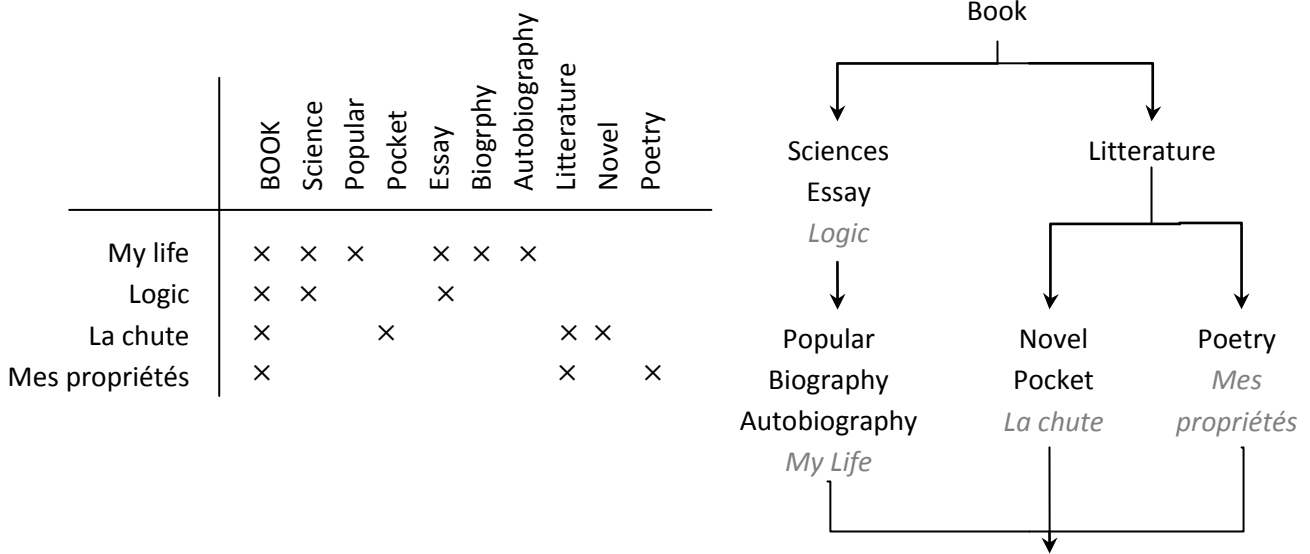 BOOK
Science
Popular
Pocket
Essay
Biogrphy
Autobiography
Litterature
Novel
Poetry
My life × × × × × ×
Logic × × ×
La chute × × × ×
Mes propriétés × × ×
Book
Sciences
Essay
Logic
Litterature
Popular
Biography
Autobiography
My Life
Novel
Pocket
La chute
Poetry
Mes
propriétés